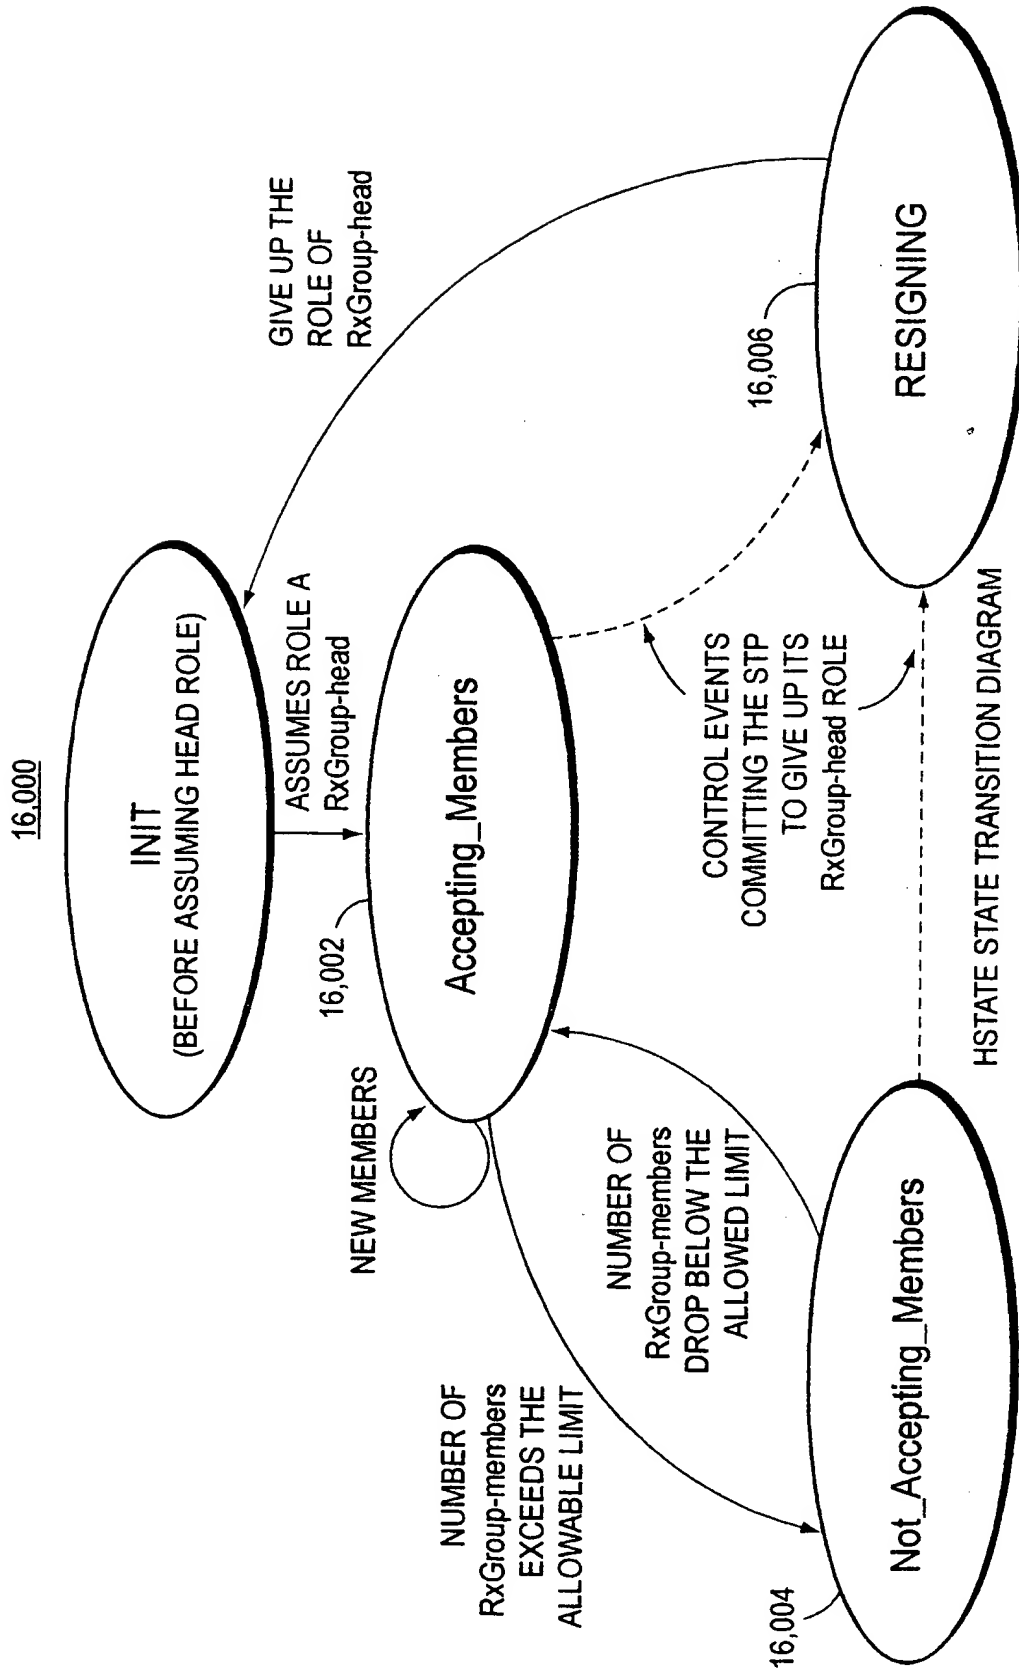 16,000
INIT
(BEFORE ASSUMING HEAD ROLE)
ASSUMES ROLE A
RxGroup-head
GIVE UP THE
ROLE OF
RxGroup-head
16,002
Accepting_Members
NEW MEMBERS
NUMBER OF
RxGroup-members
EXCEEDS THE
ALLOWABLE LIMIT
NUMBER OF
RxGroup-members
DROP BELOW THE
ALLOWED LIMIT
CONTROL EVENTS
COMMITTING THE STP
TO GIVE UP ITS
RxGroup-head ROLE
16,006
RESIGNING
16,004
Not_Accepting_Members
HSTATE STATE TRANSITION DIAGRAM